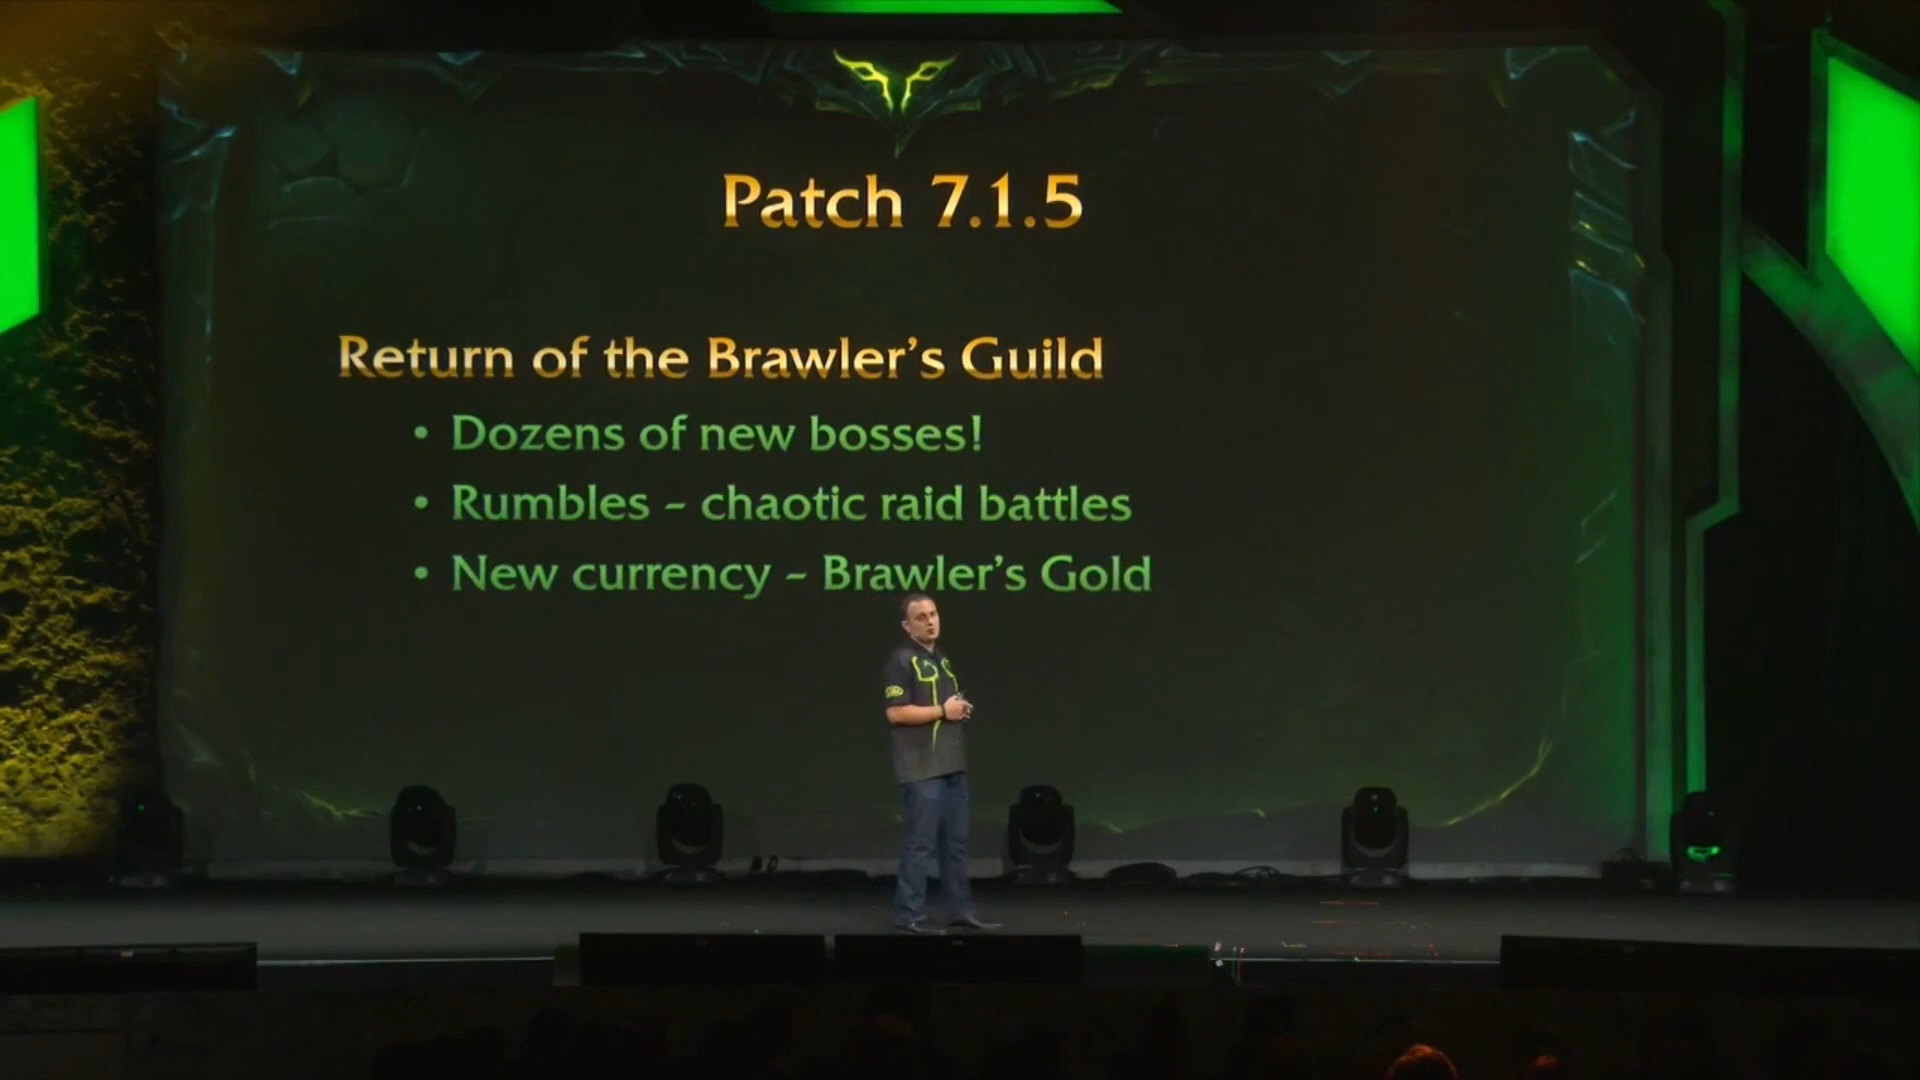 Patch 7.1.5
Return of the Brawler’s Guild
• Dozens of new bosses!
• Rumbles – chaotic raid battles
• New currency – Brawler’s Gold